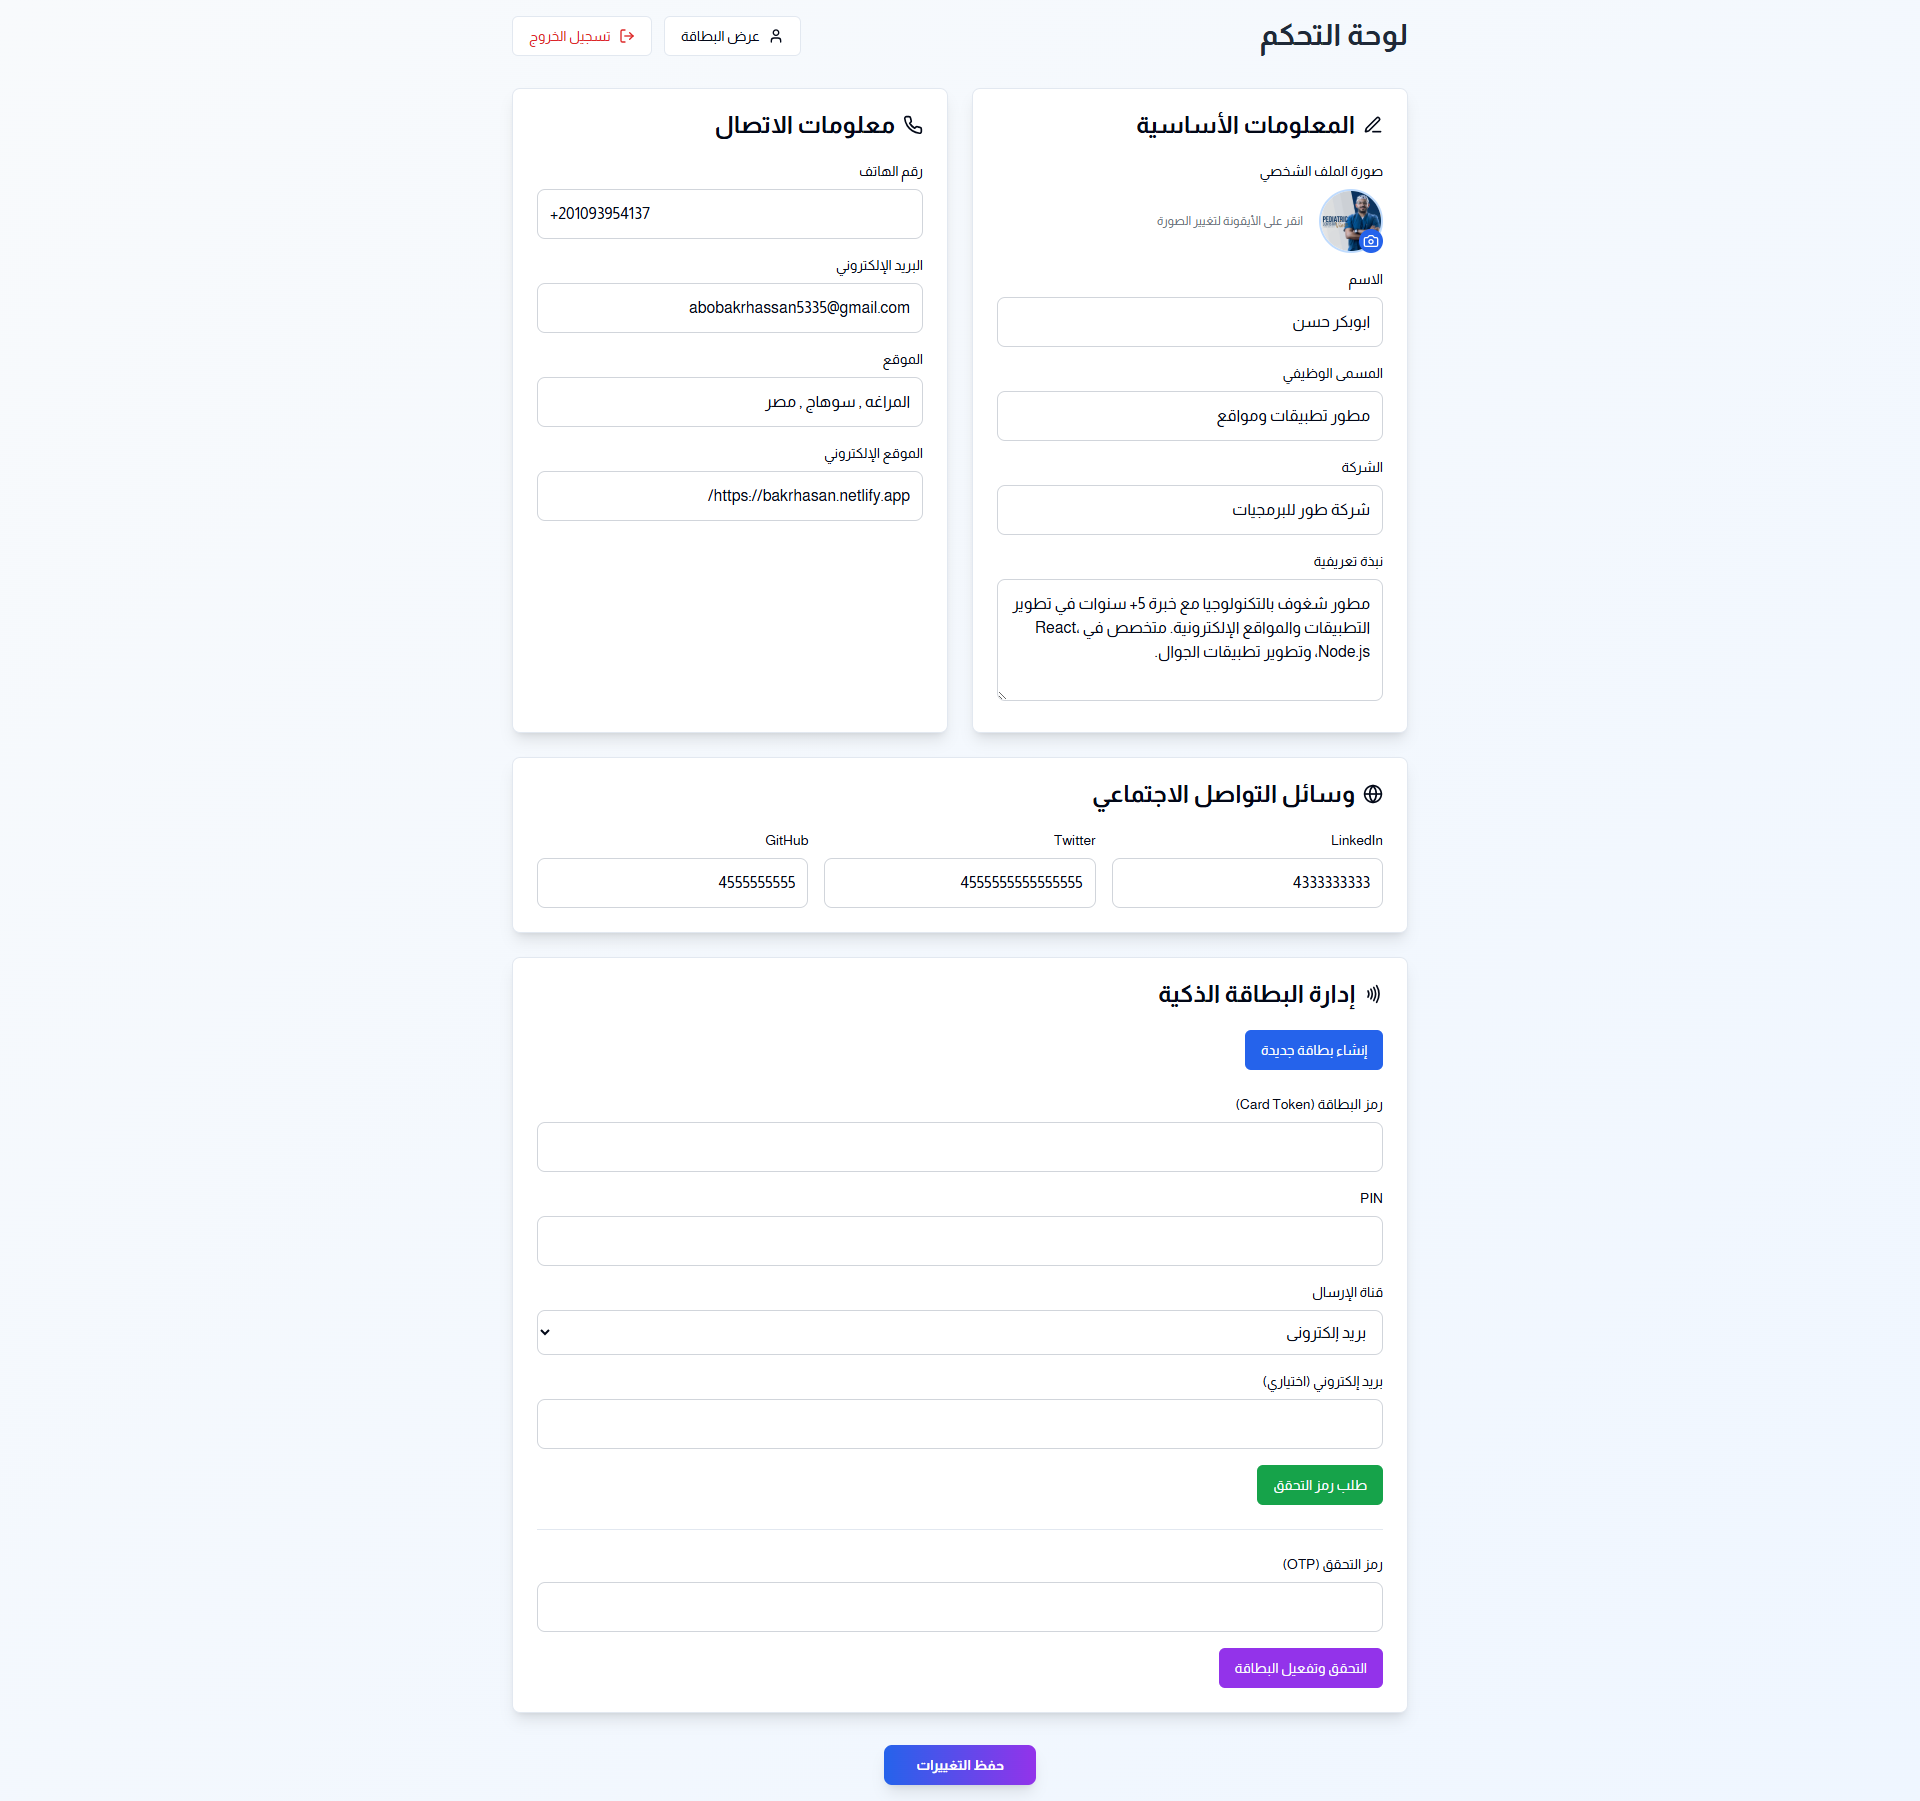 لوحة التحكم
عرض البطاقة
تسجيل الخروج
المعلومات الأساسية
صورة الملف الشخصي
انقر على الأيقونة لتغيير الصورة
الاسم
ابوبكر حسن
المسمى الوظيفي
مطور تطبيقات ومواقع
الشركة
شركة طور للبرمجيات
نبذة تعريفية
مطور شغوف بالتكنولوجيا مع خبرة 5+ سنوات في تطوير
التطبيقات والمواقع الإلكترونية. متخصص في React،
Node.js، وتطوير تطبيقات الجوال.
معلومات الاتصال
رقم الهاتف
+201093954137
البريد الإلكتروني
abobakrhassan5335@gmail.com
الموقع
المراغه , سوهاج , مصر
الموقع الإلكتروني
https://bakrhasan.netlify.app/
وسائل التواصل الاجتماعي
LinkedIn
4333333333
Twitter
4555555555555555
GitHub
4555555555
إدارة البطاقة الذكية
إنشاء بطاقة جديدة
رمز البطاقة (Card Token)
PIN
قناة الإرسال
بريد إلكتروني
بريد إلكتروني (اختياري)
طلب رمز التحقق
رمز التحقق (OTP)
التحقق وتفعيل البطاقة
حفظ التغييرات